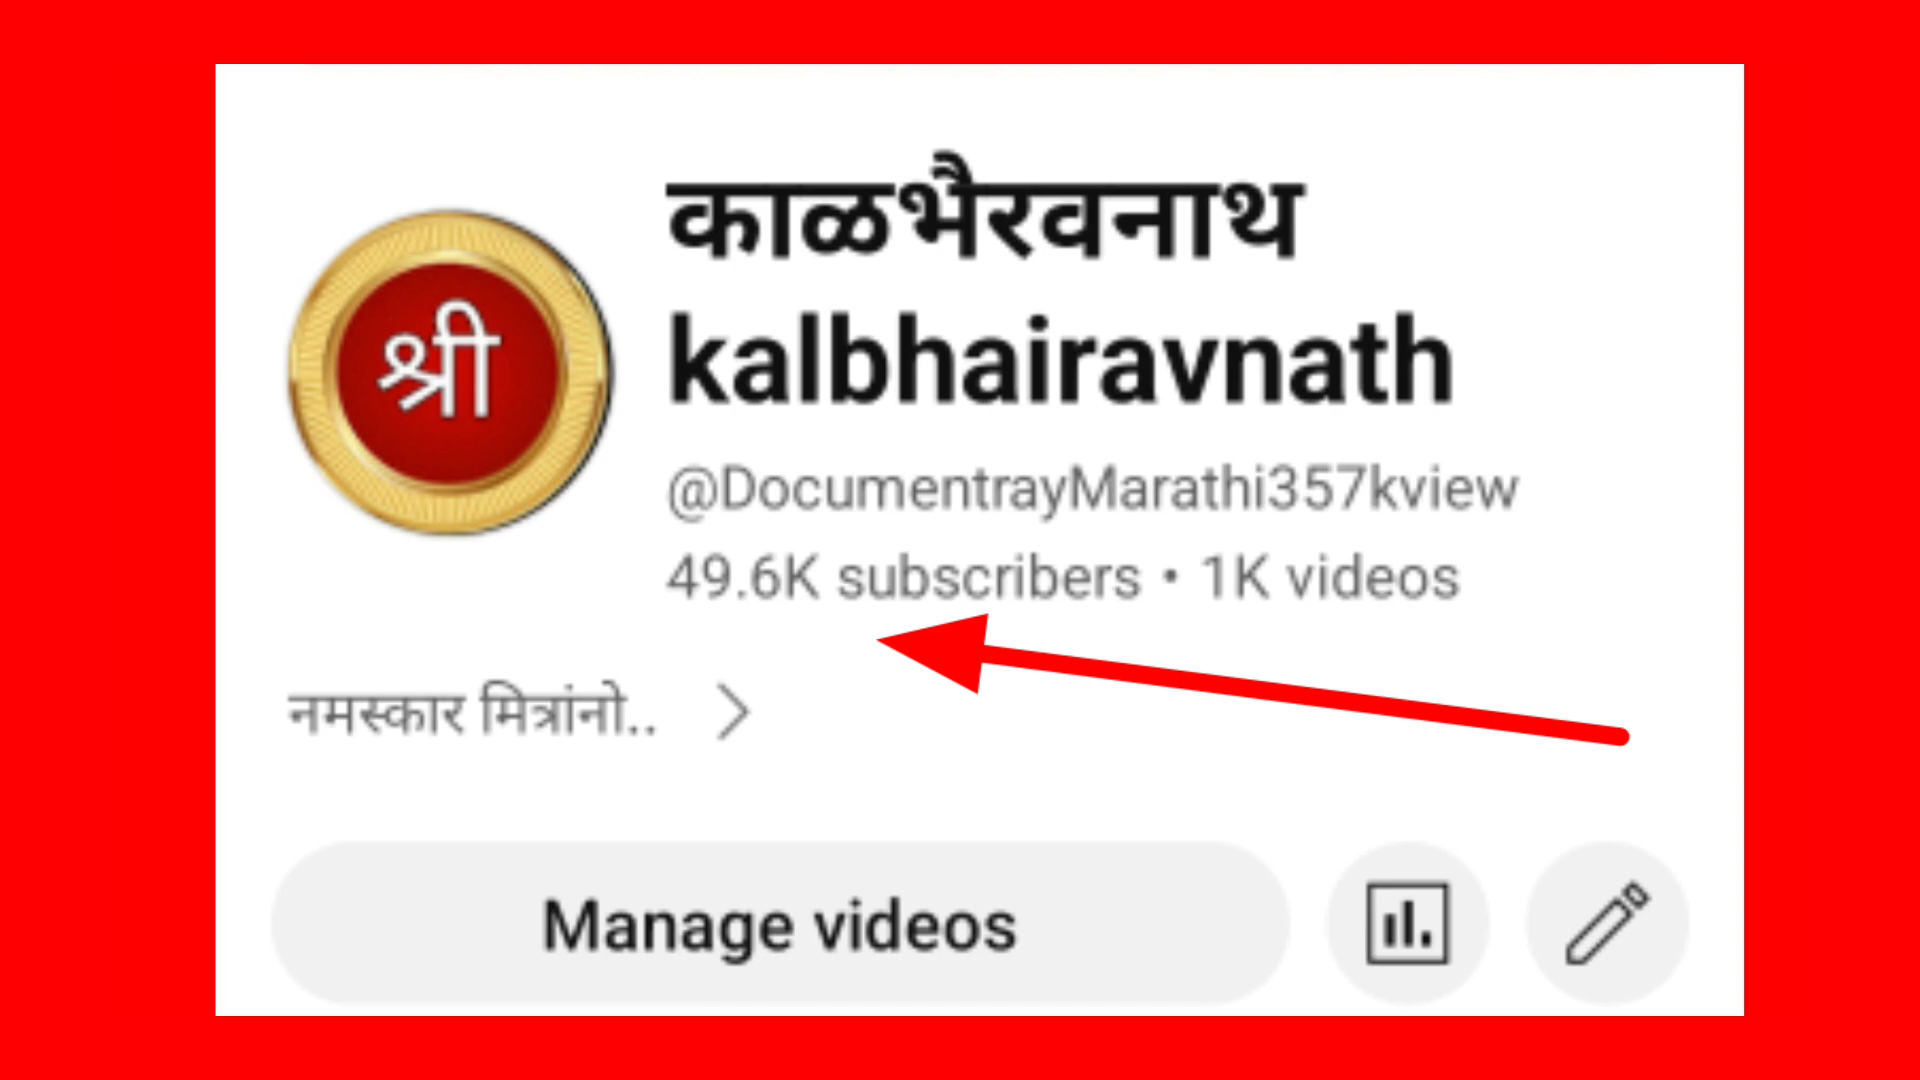 श्री
काळभैरवनाथ
kalbhairavnath
@DocumentrayMarathi357kview
49.6K subscribers • 1K videos
नमस्कार मित्रांनो..
Manage videos